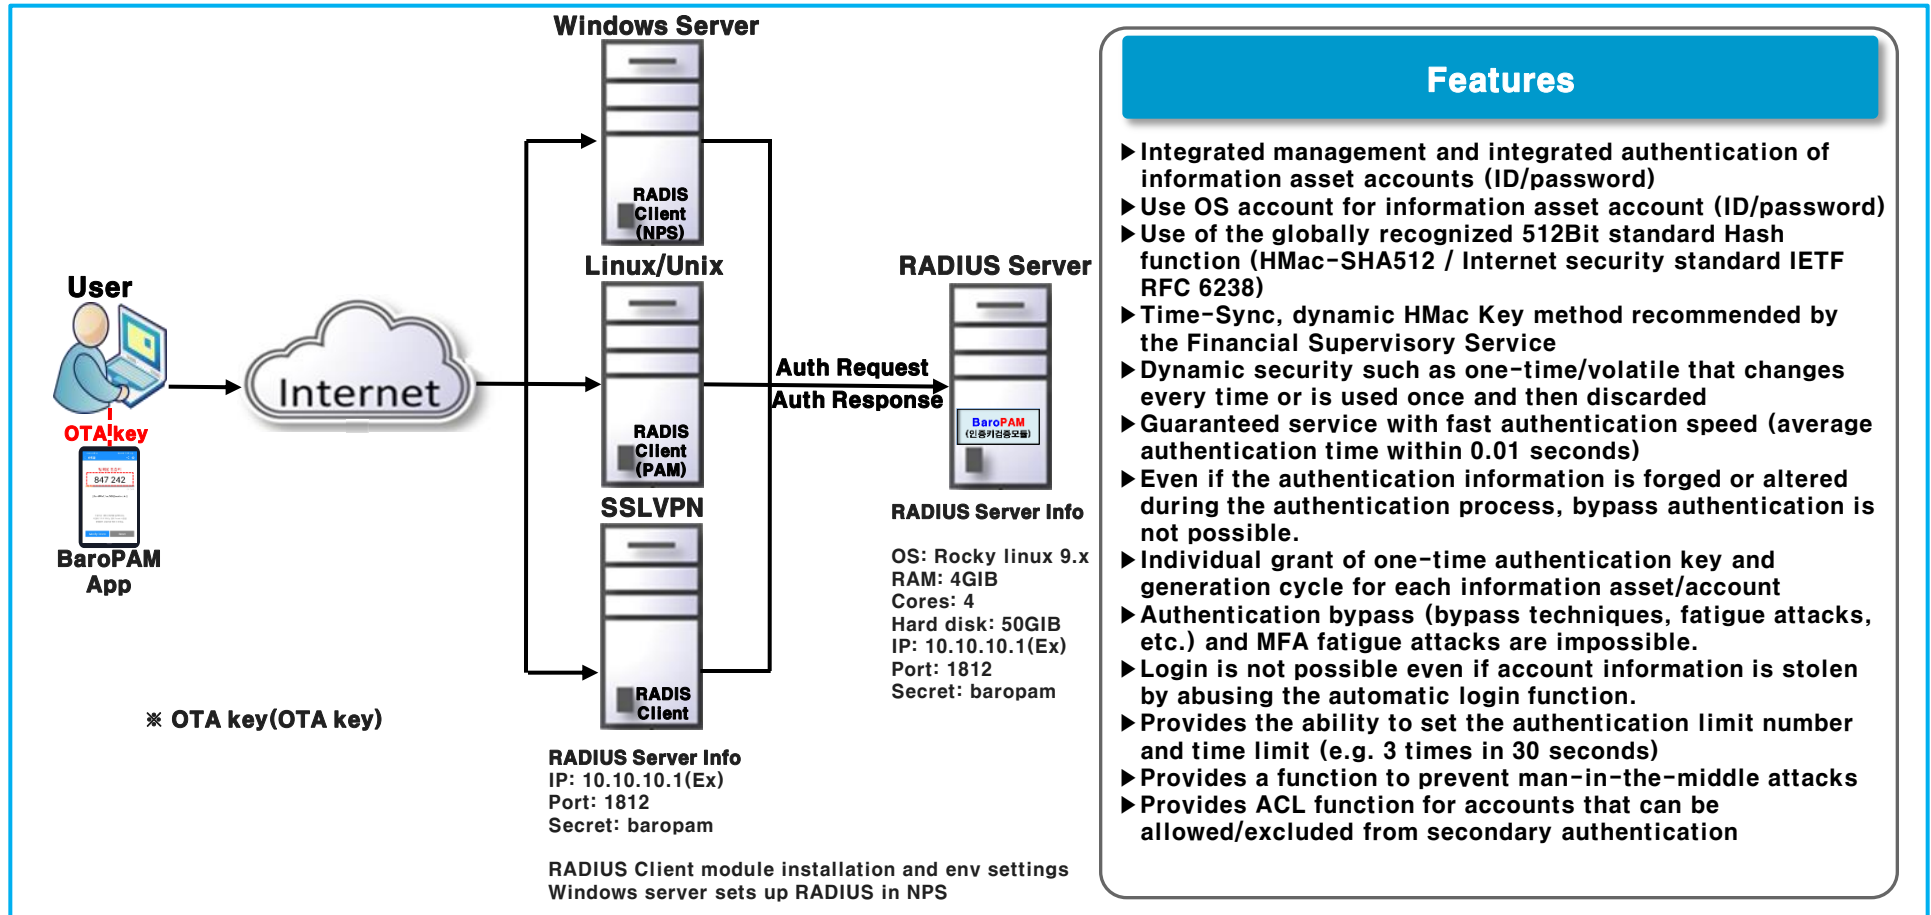 Windows Server
RADIS
Client
(NPS)
Linux/Unix
RADIS
Client
(PAM)
SSLVPN
RADIS
Client
User
OTA key
847 242
BaroPAM
App
Internet
※ OTA key(OTA key)
Auth Request
Auth Response
RADIUS Server
BaroPAM
(인증키검증모듈)
RADIUS Server Info
OS: Rocky linux 9.x
RAM: 4GIB
Cores: 4
Hard disk: 50GIB
IP: 10.10.10.1(Ex)
Port: 1812
Secret: baropam
RADIUS Server Info
IP: 10.10.10.1(Ex)
Port: 1812
Secret: baropam
RADIUS Client module installation and env settings
Windows server sets up RADIUS in NPS
Features
▶Integrated management and integrated authentication of
information asset accounts (ID/password)
▶Use OS account for information asset account (ID/password)
▶Use of the globally recognized 512Bit standard Hash
function (HMac-SHA512 / Internet security standard IETF
RFC 6238)
▶Time-Sync, dynamic HMac Key method recommended by
the Financial Supervisory Service
▶Dynamic security such as one-time/volatile that changes
every time or is used once and then discarded
▶Guaranteed service with fast authentication speed (average
authentication time within 0.01 seconds)
▶Even if the authentication information is forged or altered
during the authentication process, bypass authentication is
not possible.
▶Individual grant of one-time authentication key and
generation cycle for each information asset/account
▶Authentication bypass (bypass techniques, fatigue attacks,
etc.) and MFA fatigue attacks are impossible.
▶Login is not possible even if account information is stolen
by abusing the automatic login function.
▶Provides the ability to set the authentication limit number
and time limit (e.g. 3 times in 30 seconds)
▶Provides a function to prevent man-in-the-middle attacks
▶Provides ACL function for accounts that can be
allowed/excluded from secondary authentication